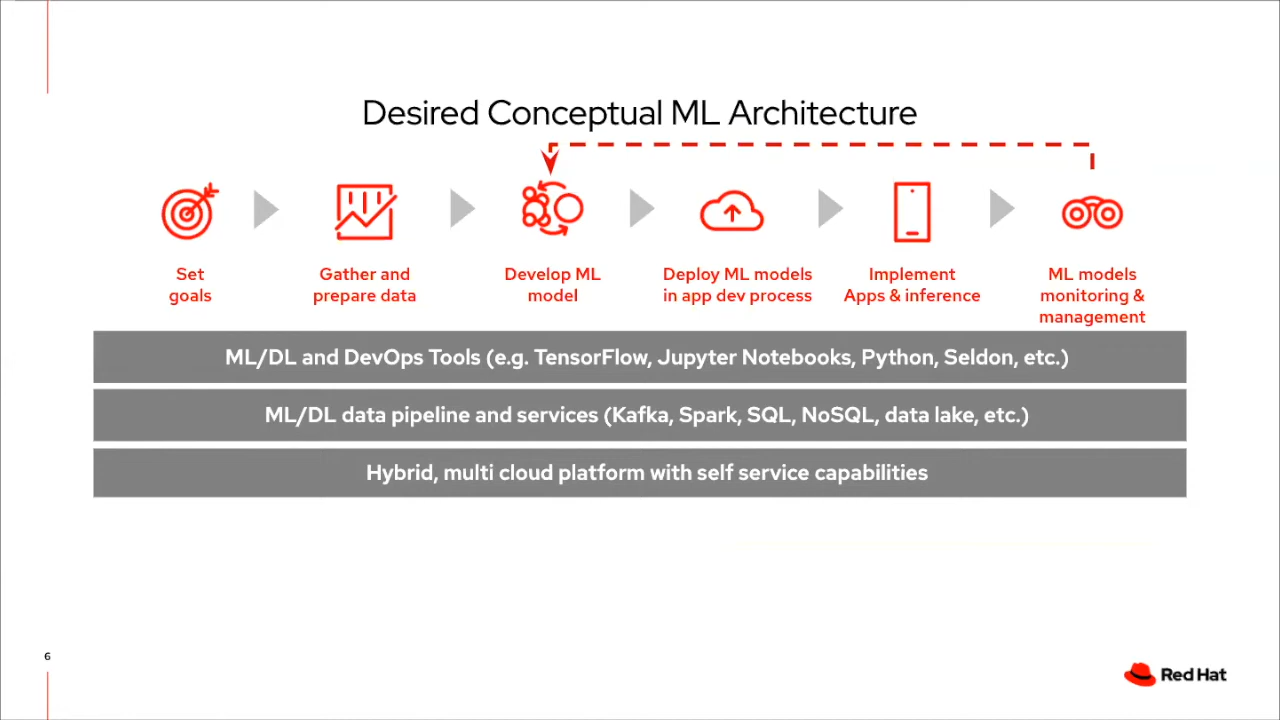 Desired Conceptual ML Architecture
Set
goals
Gather and
prepare data
Develop ML
model
Deploy ML models
in app dev process
Implement
Apps & inference
ML models
monitoring &
management
ML/DL and DevOps Tools (e.g. TensorFlow, Jupyter Notebooks, Python, Seldon, etc.)
ML/DL data pipeline and services (Kafka, Spark, SQL, NoSQL, data lake, etc.)
Hybrid, multi cloud platform with self service capabilities
6
Red Hat